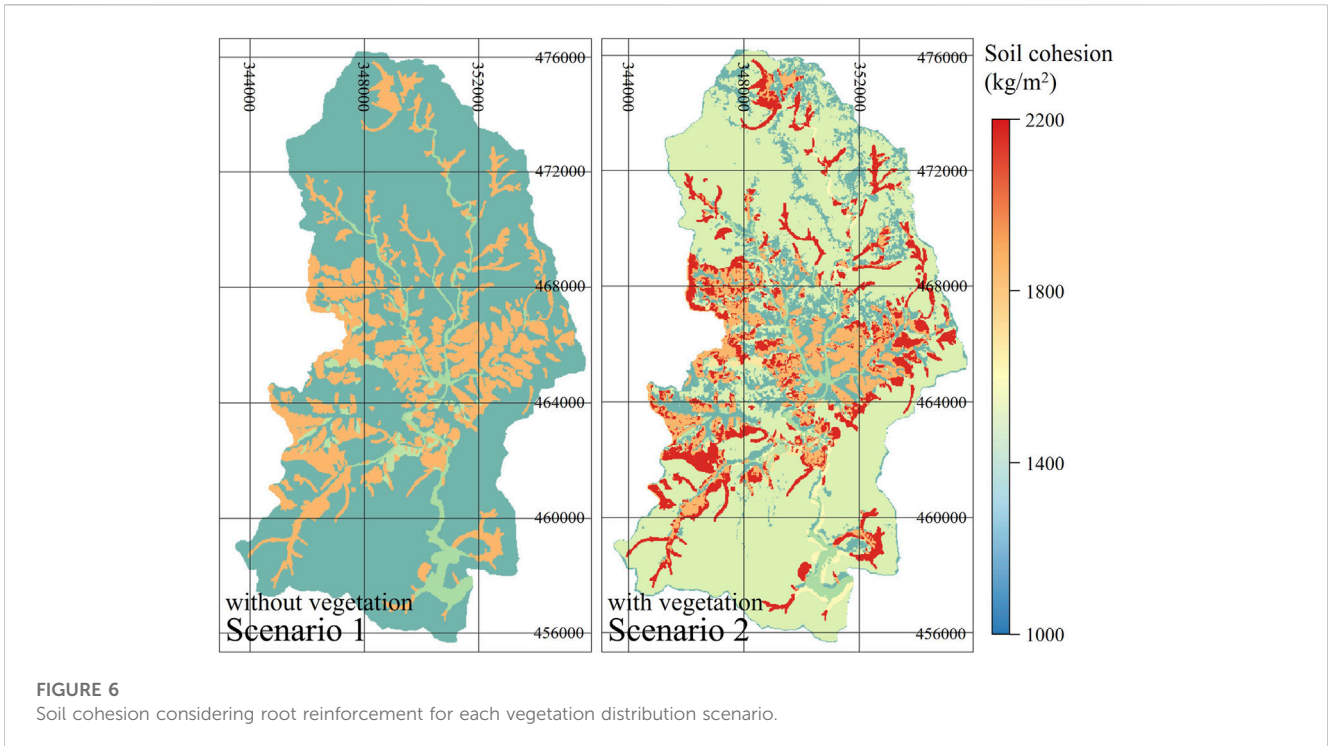 344000
348000
352000
476000
472000
468000
464000
460000
456000
without vegetation
Scenario 1
344000
348000
352000
476000
472000
468000
464000
460000
456000
with vegetation
Scenario 2
Soil cohesion
(kg/m²)
2200
1800
1400
1000
FIGURE 6
Soil cohesion considering root reinforcement for each vegetation distribution scenario.